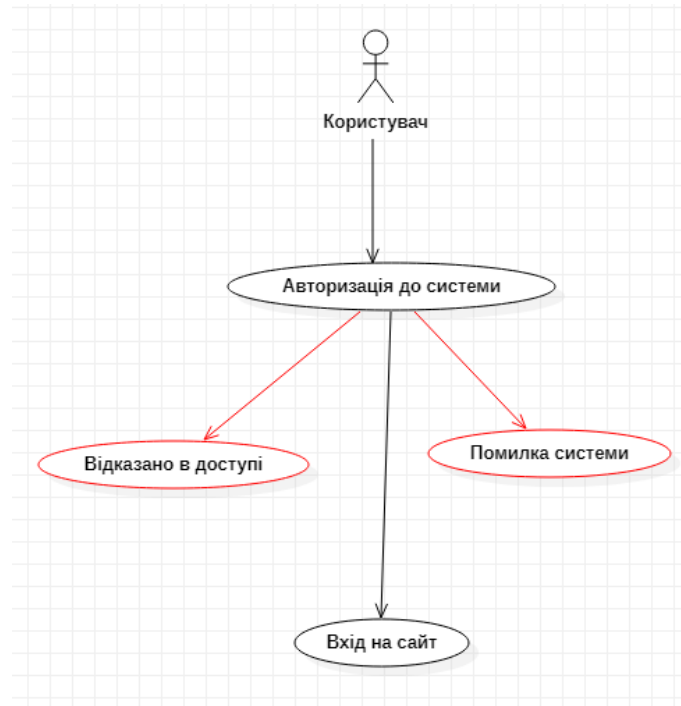 Користувач
Авторизація до системи
Відказано в доступі
Помилка системи
Вхід на сайт